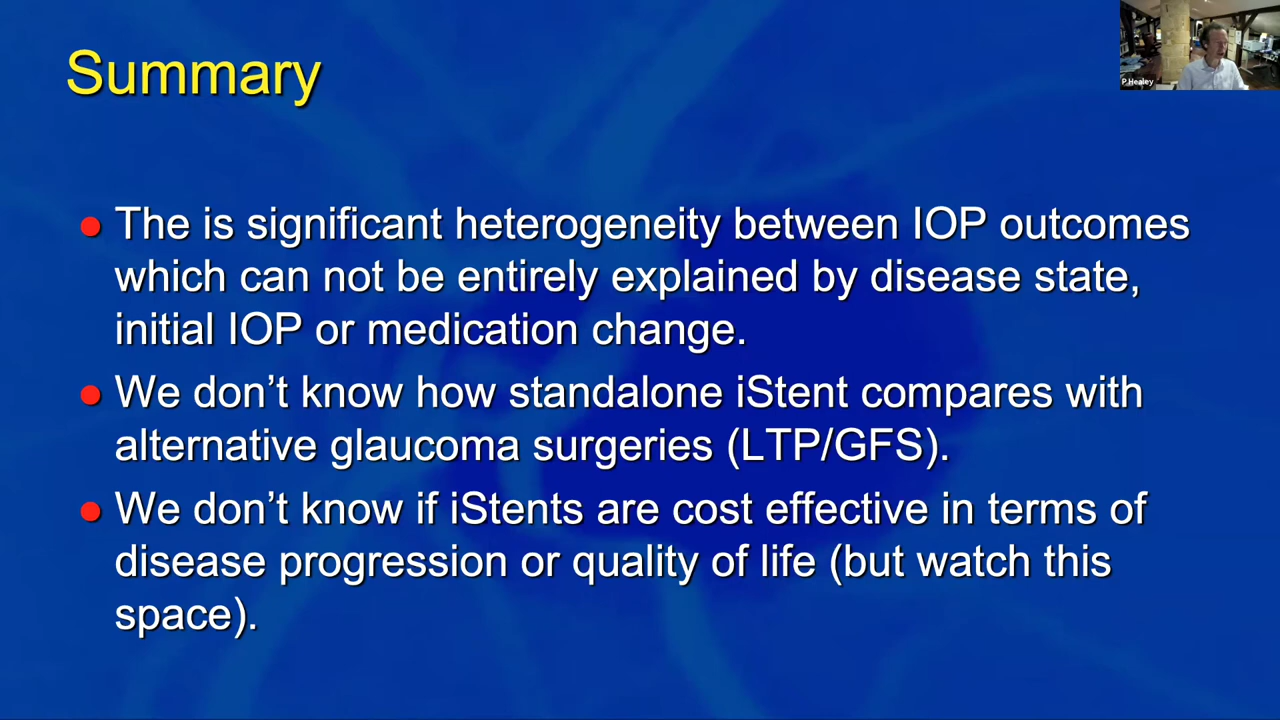 Summary
P Healey
● The is significant heterogeneity between IOP outcomes
which can not be entirely explained by disease state,
initial IOP or medication change.
● We don’t know how standalone iStent compares with
alternative glaucoma surgeries (LTP/GFS).
● We don’t know if iStents are cost effective in terms of
disease progression or quality of life (but watch this
space).